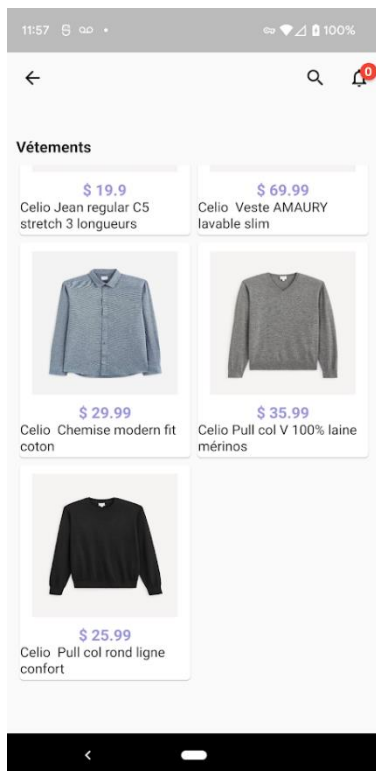 11:57 100%
0
Vétements
$ 19.9
Celio Jean regular C5
stretch 3 longueurs
$ 69.99
Celio Veste AMAURY
lavable slim
$ 29.99
Celio Chemise modern fit
coton
$ 35.99
Celio Pull col V 100% laine
mérinos
$ 25.99
Celio Pull col rond ligne
confort